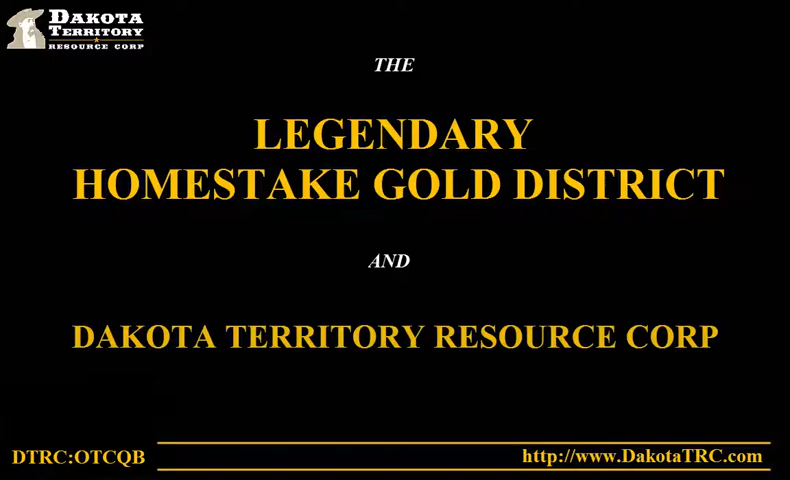 DAKOTA
TERRITORY
RESOURCE CORP
THE
LEGENDARY
HOMESTAKE GOLD DISTRICT
AND
DAKOTA TERRITORY RESOURCE CORP
DTRC:OTCQB
http://www.DakotaTRC.com